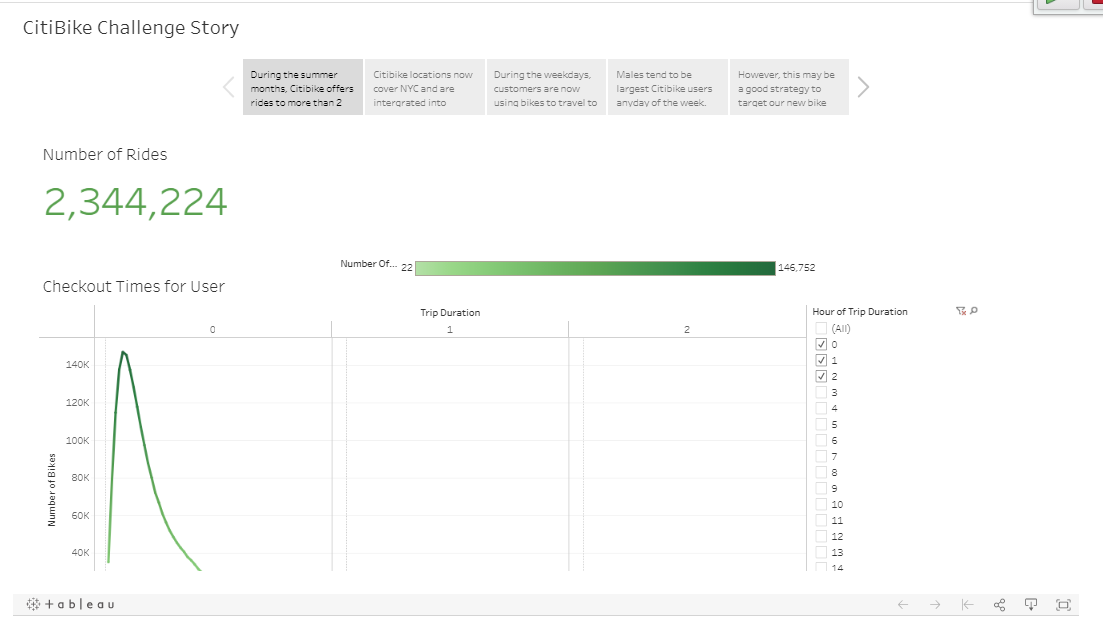 CitiBike Challenge Story
During the summer
months, Citibike offers
rides to more than 2
Citibike locations now
cover NYC and are
intergrated into
During the weekdays,
customers are now
using bikes to travel to
Males tend to be
largest Citibike users
anyday of the week.
However, this may be
a good strategy to
target our new bike
Number of Rides
2,344,224
Number Of...
22
146,752
Checkout Times for User
Trip Duration
0
1
2
140K
120K
100K
80K
60K
40K
Number of Bikes
Hour of Trip Duration
(All)
0
1
2
3
4
5
6
7
8
9
10
11
12
13
14
+ableau